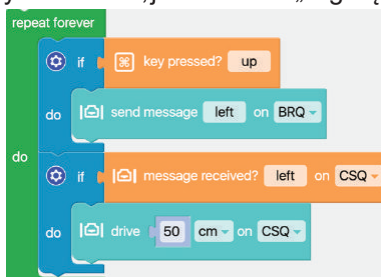 repeat forever
if key pressed? up
do send message left on BRQ
do
if message received? left on CSQ
do drive 50 cm on CSQ